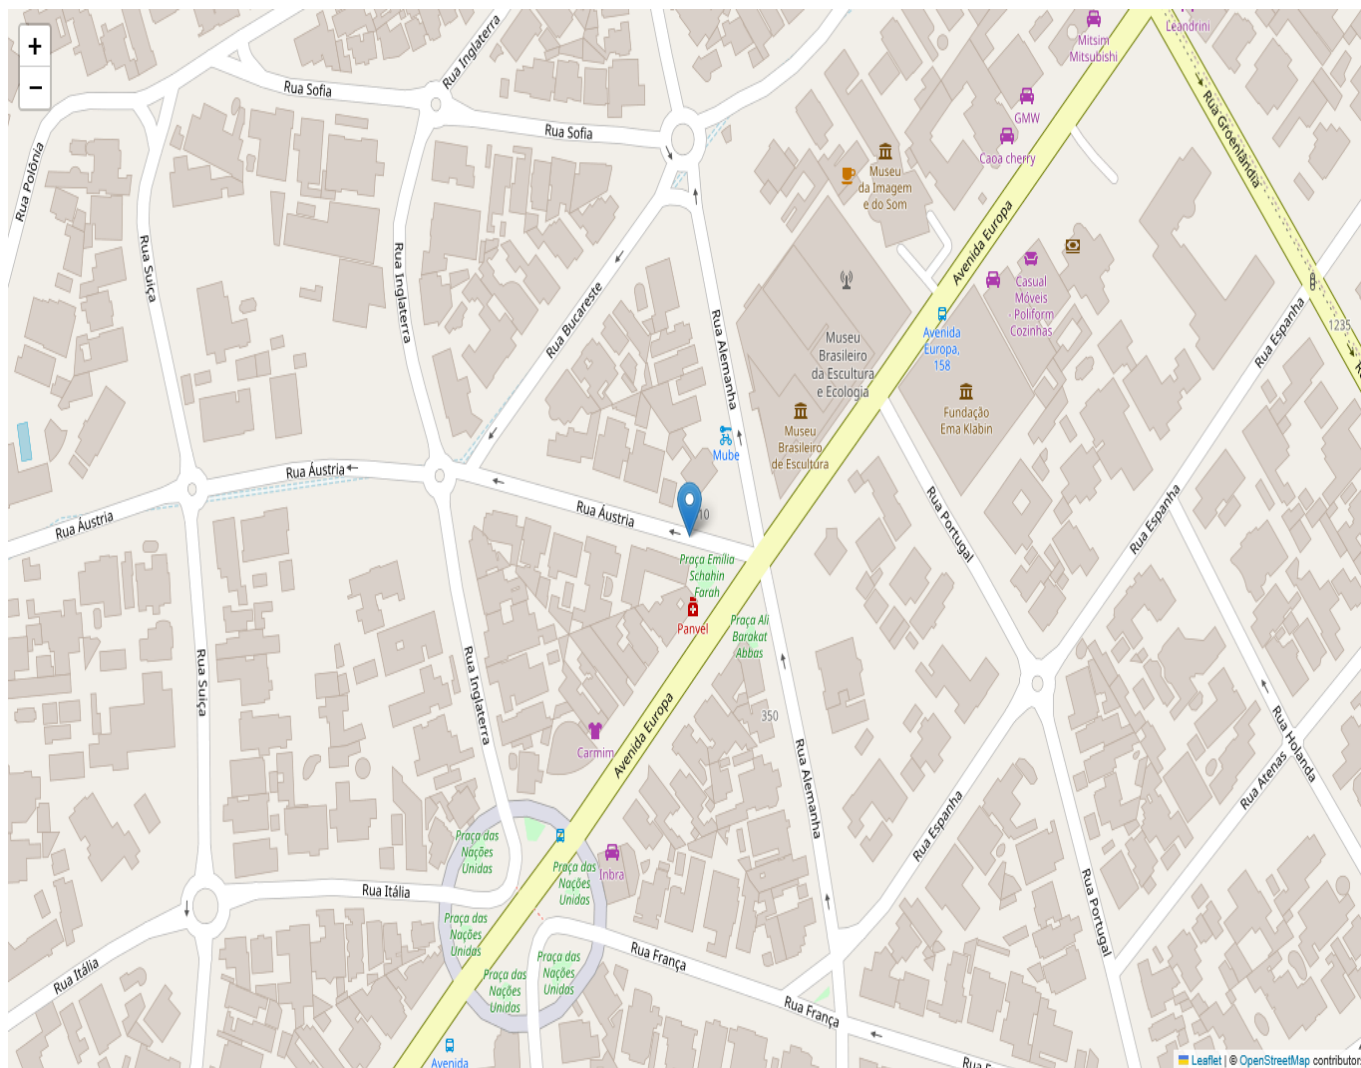 +
−
Rua Sofia
Rua Inglaterra
Rua Sofia
Rua Polônia
Rua Suíça
Rua Inglaterra
Rua Bucareste
Rua Alemanha
Leandrini
Mitsim
Mitsubishi
GMW
Caoa cherry
Museu
da Imagem
e do Som
Rua Groenlândia
Avenida Europa
Casual
Móveis
- Poliform
Cozinhas
1235
Avenida
Europa,
158
Museu
Brasileiro
da Escultura
e Ecologia
Rua Espanha
Fundação
Ema Klabin
Museu
Brasileiro
de Escultura
Mube
Rua Áustria
Rua Áustria
Rua Áustria
10
Rua Portugal
Rua Espanha
Praça Emília
Schahin
Farah
Panvel
Praça Ali
Barakat
Abbas
Rua Suíça
Rua Inglaterra
Avenida Europa
350
Carmim
Rua Alemanha
Rua Holanda
Rua Atenas
Rua Espanha
Praça das
Nações
Unidas
Inbra
Praça das
Nações
Unidas
Rua Itália
Praça das
Nações
Unidas
Rua Portugal
Rua França
Praça das
Nações
Unidas
Praça das
Nações
Unidas
Rua Itália
Rua França
Avenida
Leaflet | © OpenStreetMap contributors